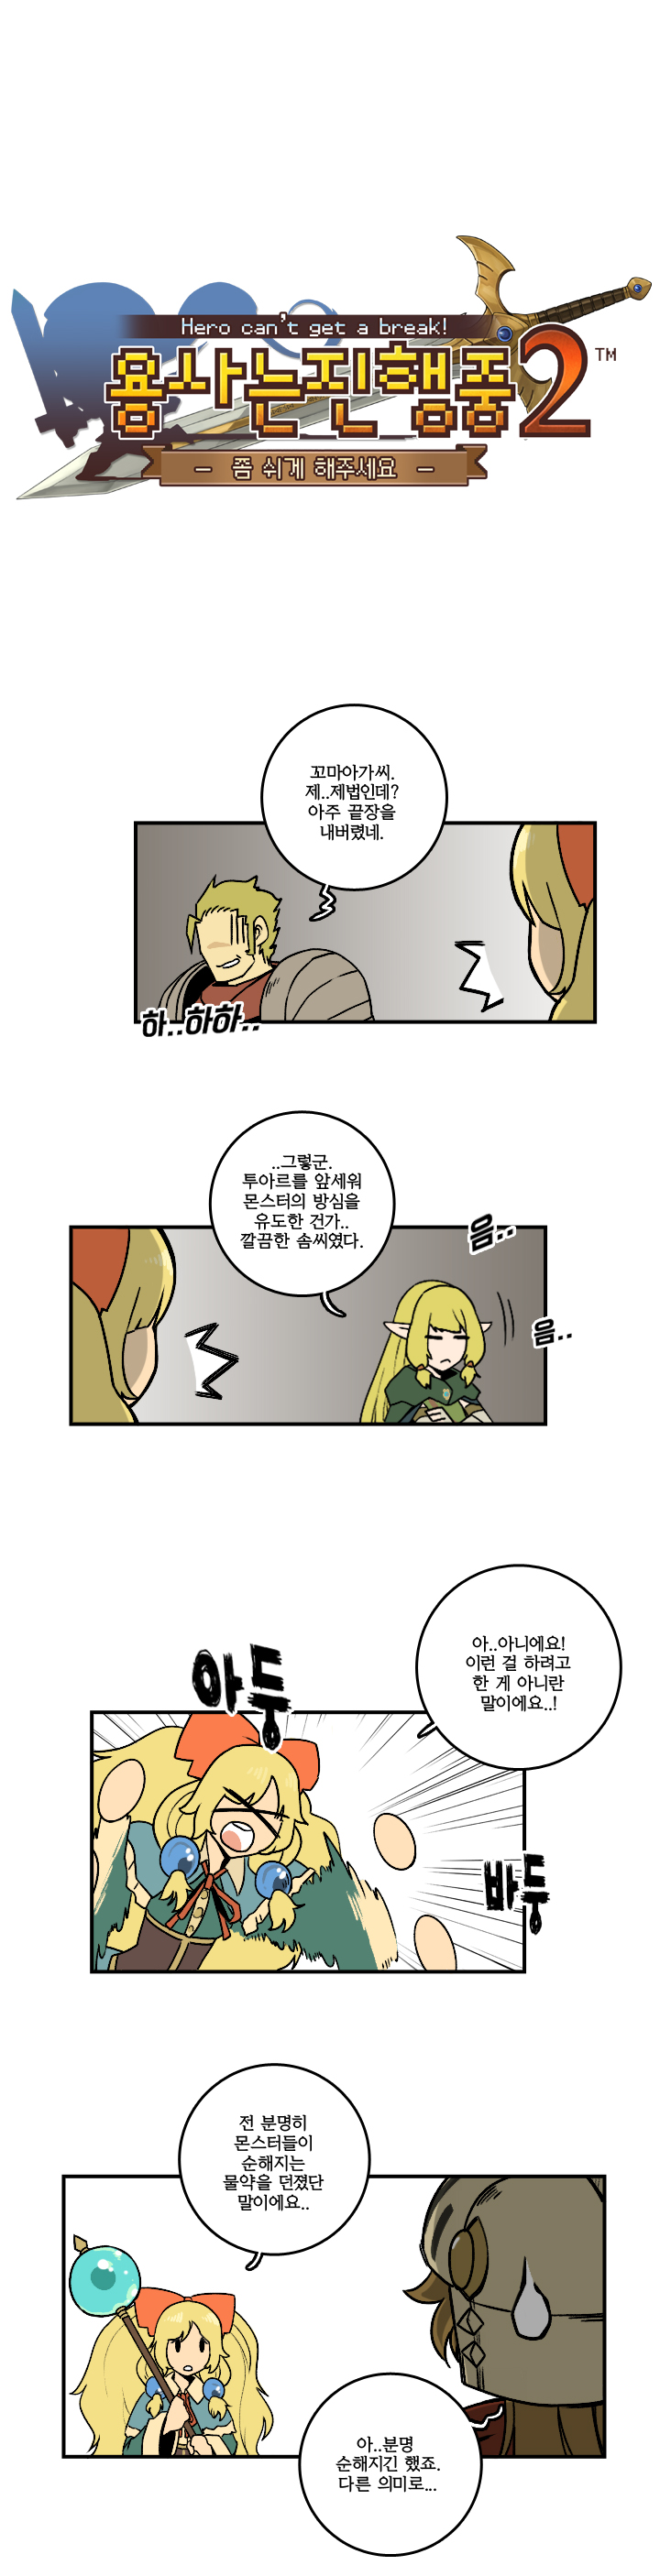 Hero can't get a break!
용사는진행중2™
- 좀 쉬게 해주세요 -
꼬마아가씨.
제..제법인데?
아주 끝장을
내버렸네.
하..하하..
..그렇군.
투아르를 앞세워
몬스터의 방심을
유도한 건가..
깔끔한 솜씨였다.
음..
음..
아..아니에요!
이런 걸 하려고
한 게 아니란
말이에요..!
아둥
바둥
전 분명히
몬스터들이
순해지는
물약을 던졌단
말이에요..
아..분명
순해지긴 했죠.
다른 의미로...